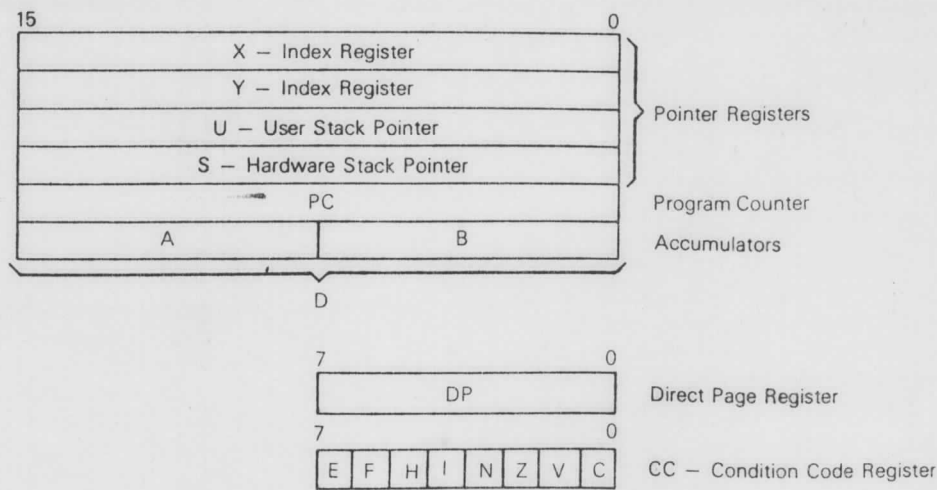 15 0
X – Index Register
Y – Index Register
U – User Stack Pointer
S – Hardware Stack Pointer
Pointer Registers
PC Program Counter
A B Accumulators
D
7 0
DP Direct Page Register
7 0
E F H I N Z V C CC – Condition Code Register